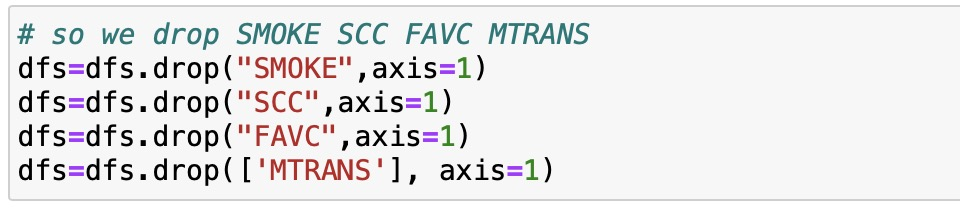 # so we drop SMOKE SCC FAVC MTRANS
dfs=dfs.drop("SMOKE",axis=1)
dfs=dfs.drop("SCC",axis=1)
dfs=dfs.drop("FAVC",axis=1)
dfs=dfs.drop(['MTRANS'], axis=1)